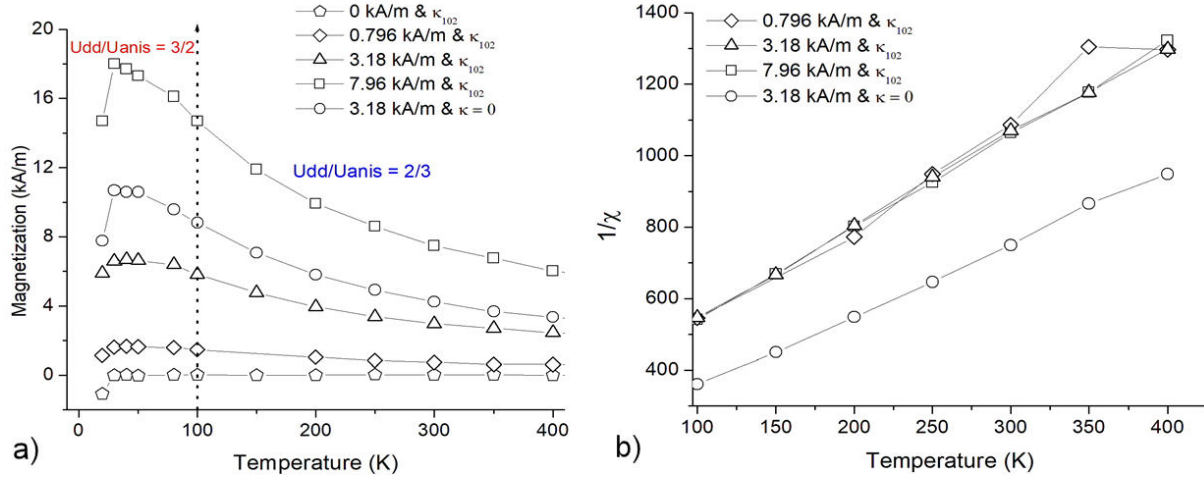 Udd/Uanis = 3/2
0 kA/m & κ102
0.796 kA/m & κ102
3.18 kA/m & κ102
7.96 kA/m & κ102
3.18 kA/m & κ = 0
Udd/Uanis = 2/3
20
16
12
8
4
0
Magnetization (kA/m)
0 100 200 300 400
Temperature (K)
a)
0.796 kA/m & κ102
3.18 kA/m & κ102
7.96 kA/m & κ102
3.18 kA/m & κ = 0
1400
1200
1000
800
600
400
1/χ
100 150 200 250 300 350 400
Temperature (K)
b)